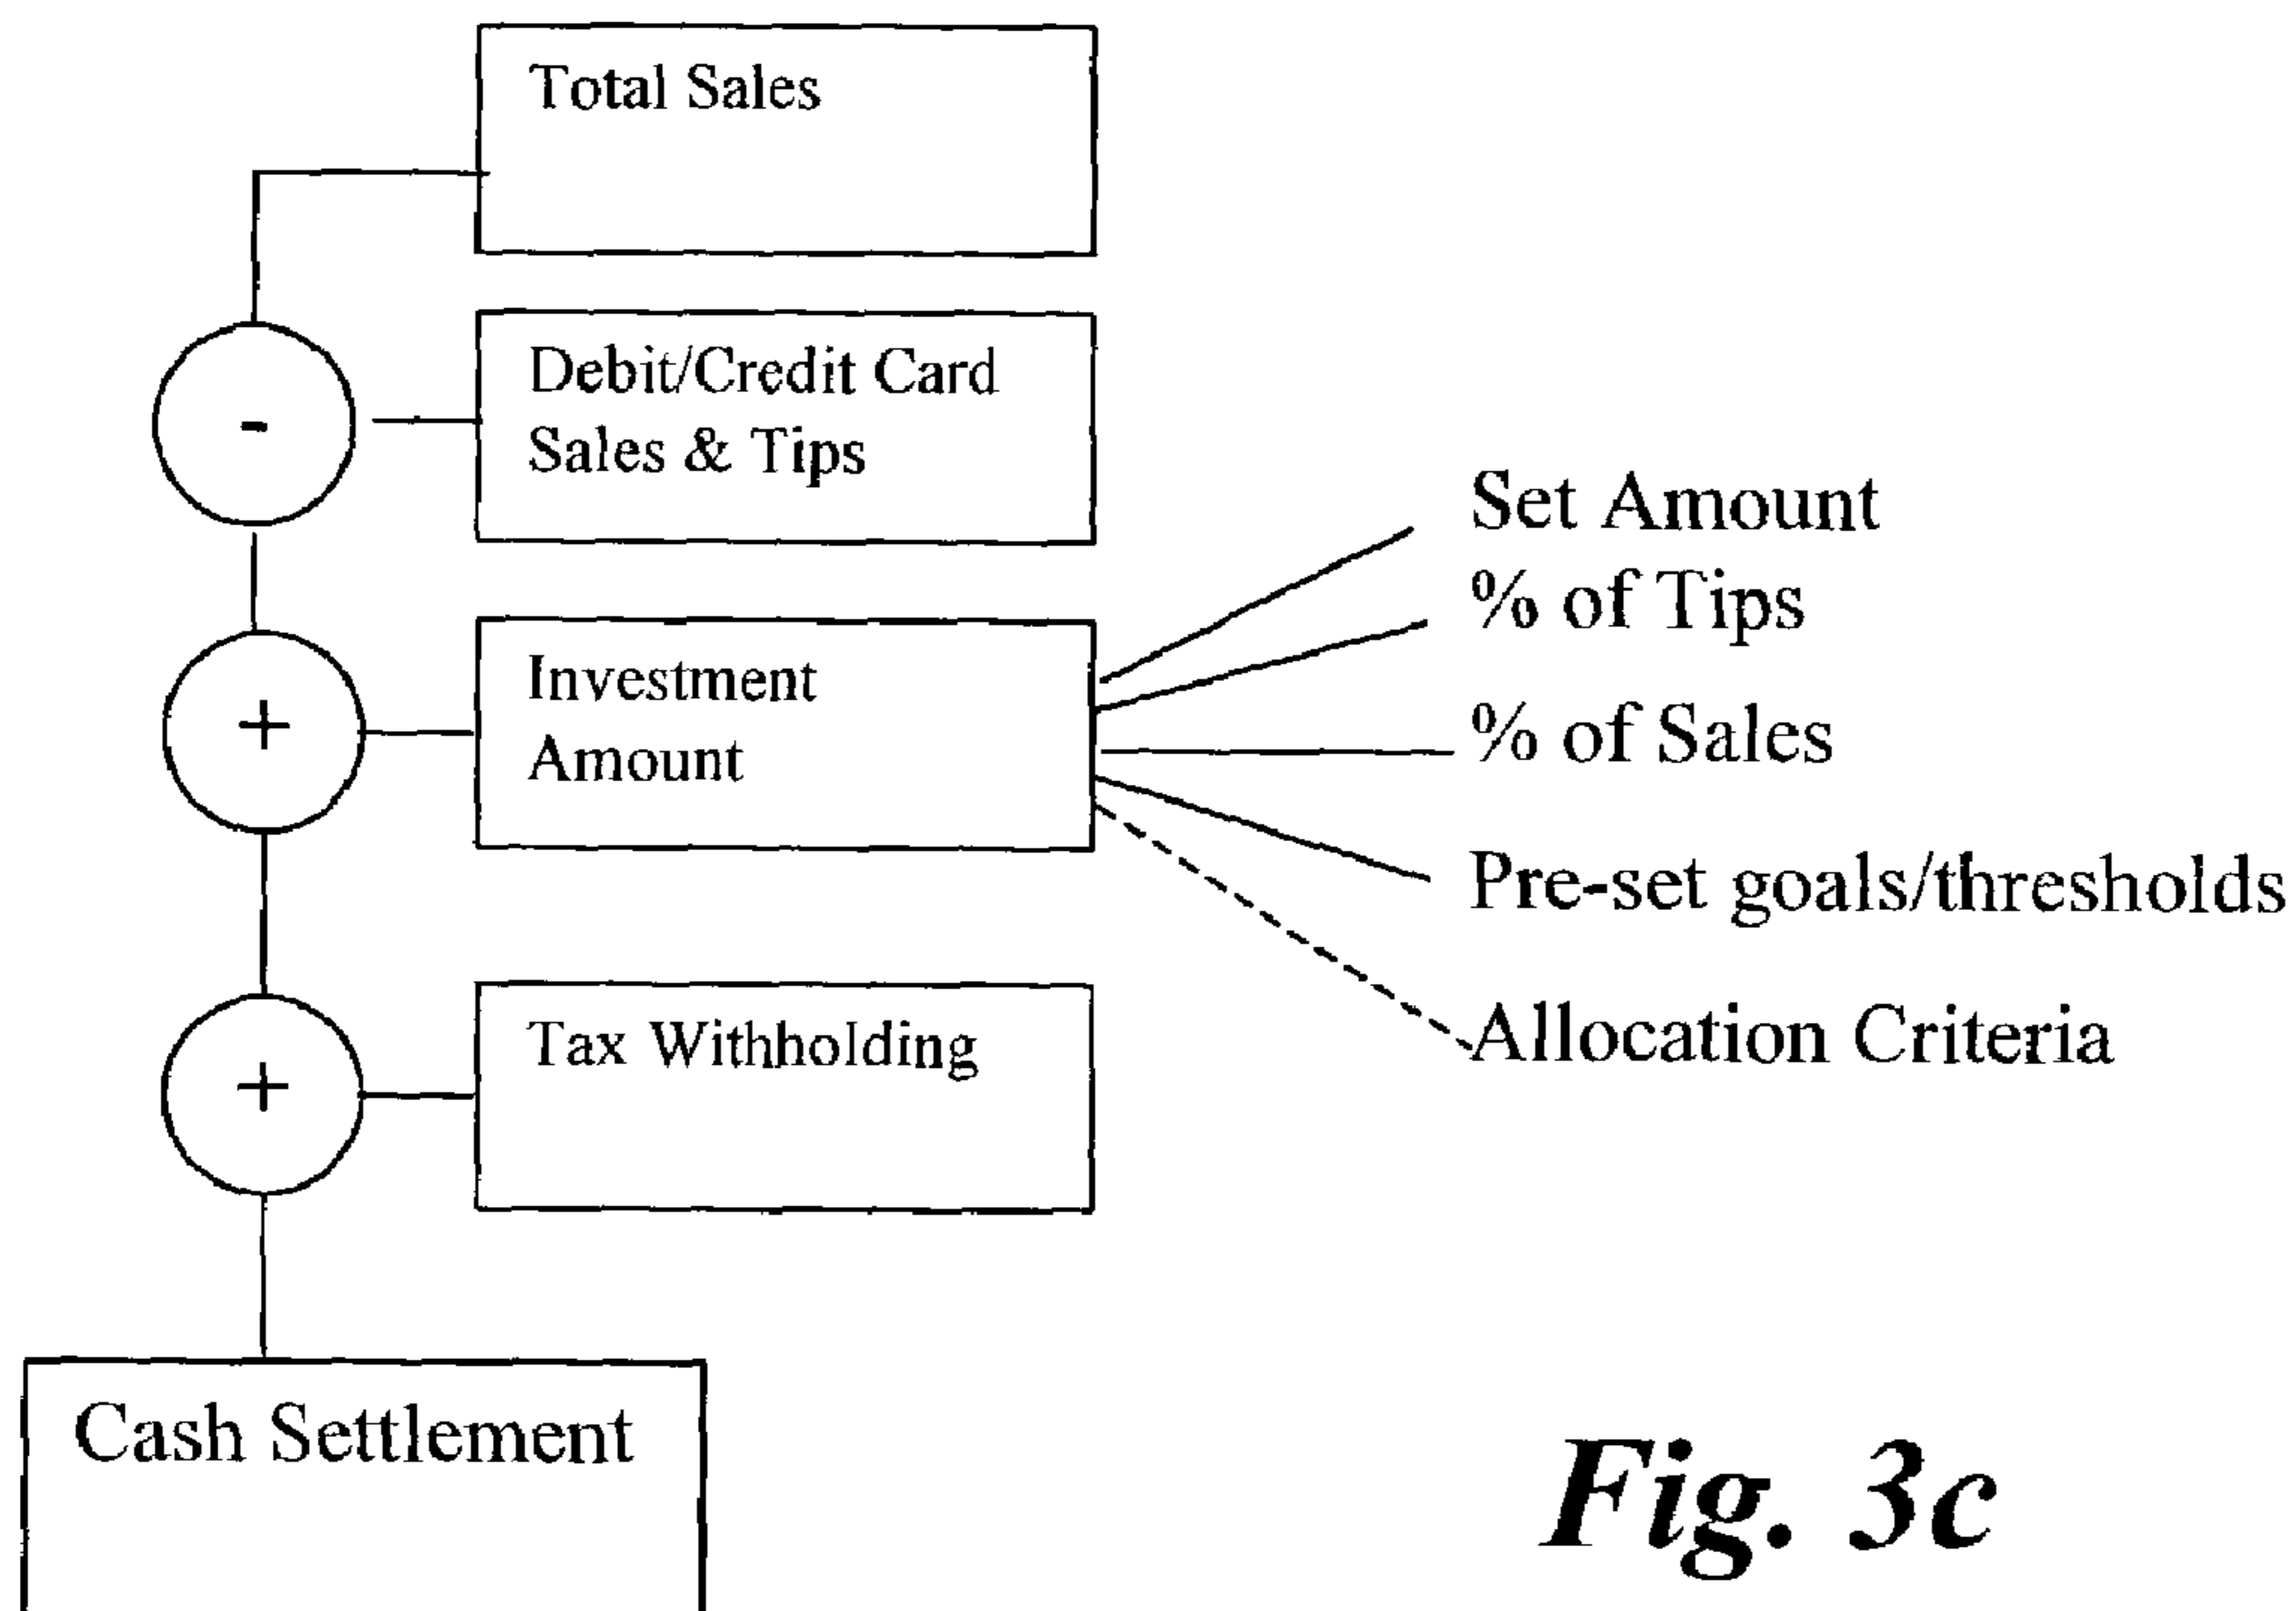 Total Sales
-
Debit/Credit Card
Sales & Tips
+
Investment
Amount
Set Amount
% of Tips
% of Sales
Pre-set goals/thresholds
Allocation Criteria
+
Tax Withholding
Cash Settlement
Fig. 3c